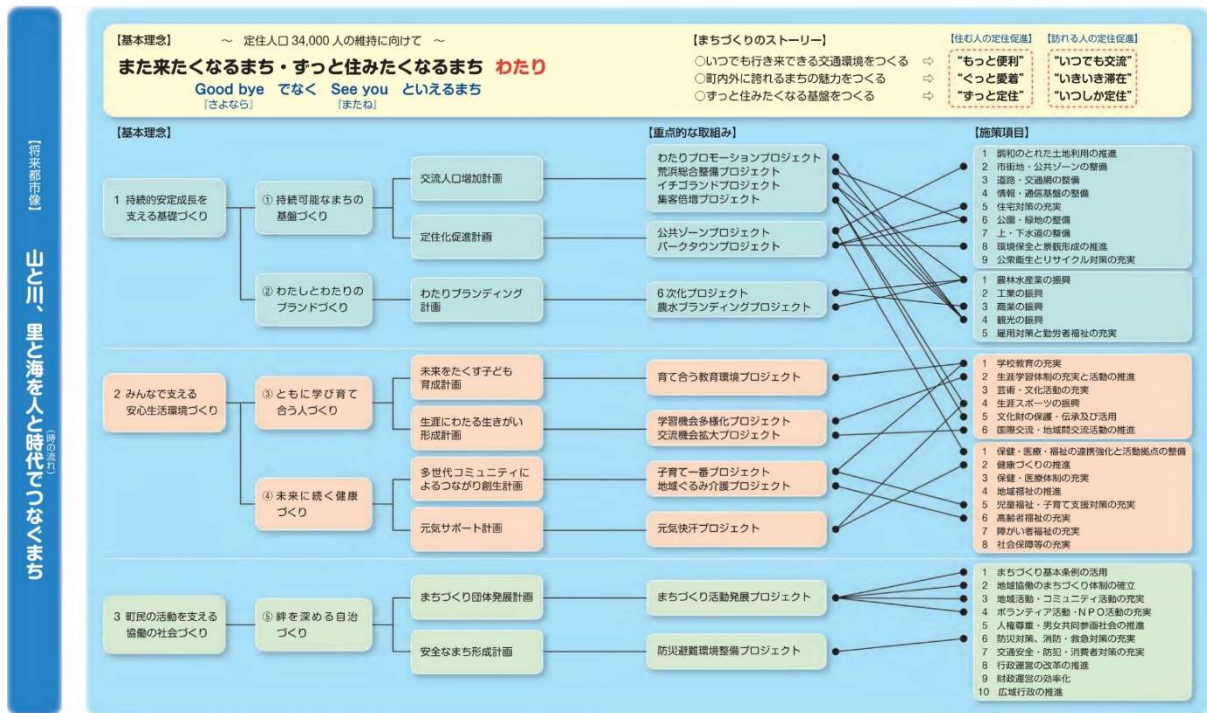 【将来都市像】
山と川、里と海を人と時代でつなぐまち
(時の流れ)
【基本理念】 ～ 定住人口 34,000 人の維持に向けて ～
また来たくなるまち・ずっと住みたくなるまち わたり
Good bye でなく See you といえるまち
『さよなら』 『またね』
【まちづくりのストーリー】
○いつでも行き来できる交通環境をつくる ⇨
○町内外に誇れるまちの魅力をつくる ⇨
○ずっと住みたくなる基盤をつくる ⇨
【住む人の定住促進】
“もっと便利”
“ぐっと愛着”
“ずっと定住”
【訪れる人の定住促進】
“いつでも交流”
“いきいき滞在”
“いつしか定住”
【基本理念】
【重点的な取組み】
【施策項目】
1 持続的安定成長を
支える基礎づくり
① 持続可能なまちの
基盤づくり
交流人口増加計画
わたりプロモーションプロジェクト
荒浜総合整備プロジェクト
イチゴランドプロジェクト
集客倍増プロジェクト
定住化促進計画
公共ゾーンプロジェクト
パークタウンプロジェクト
② わたしとわたりの
ブランドづくり
わたりブランディング
計画
6次化プロジェクト
農水ブランディングプロジェクト
1 調和のとれた土地利用の推進
2 市街地・公共ゾーンの整備
3 道路・交通網の整備
4 情報・通信基盤の整備
5 住宅対策の充実
6 公園・緑地の整備
7 上・下水道の整備
8 環境保全と景観形成の推進
9 公衆衛生とリサイクル対策の充実
1 農林水産業の振興
2 工業の振興
3 商業の振興
4 観光の振興
5 雇用対策と勤労者福祉の充実
2 みんなで支える
安心生活環境づくり
③ ともに学び育て
合う人づくり
未来をたくす子ども
育成計画
育て合う教育環境プロジェクト
生涯にわたる生きがい
形成計画
学習機会多様化プロジェクト
交流機会拡大プロジェクト
④ 未来に続く健康
づくり
多世代コミュニティに
よるつながり創生計画
子育て一番プロジェクト
地域ぐるみ介護プロジェクト
元気サポート計画
元気快汗プロジェクト
1 学校教育の充実
2 生涯学習体制の充実と活動の推進
3 芸術・文化活動の充実
4 生涯スポーツの振興
5 文化財の保護・伝承及び活用
6 国際交流・地域間交流活動の推進
1 保健・医療・福祉の連携強化と活動拠点の整備
2 健康づくりの推進
3 保健・医療体制の充実
4 地域福祉の推進
5 児童福祉・子育て支援対策の充実
6 高齢者福祉の充実
7 障がい者福祉の充実
8 社会保障等の充実
3 町民の活動を支える
協働の社会づくり
⑤ 絆を深める自治
づくり
まちづくり団体発展計画
まちづくり活動発展プロジェクト
安全なまち形成計画
防災避難環境整備プロジェクト
1 まちづくり基本条例の活用
2 地域協働のまちづくり体制の確立
3 地域活動・コミュニティ活動の充実
4 ボランティア活動・NPO活動の充実
5 人権尊重・男女共同参画社会の推進
6 防災対策、消防・救急対策の充実
7 交通安全・防犯・消費者対策の充実
8 行政運営の改革の推進
9 財政運営の効率化
10 広域行政の推進